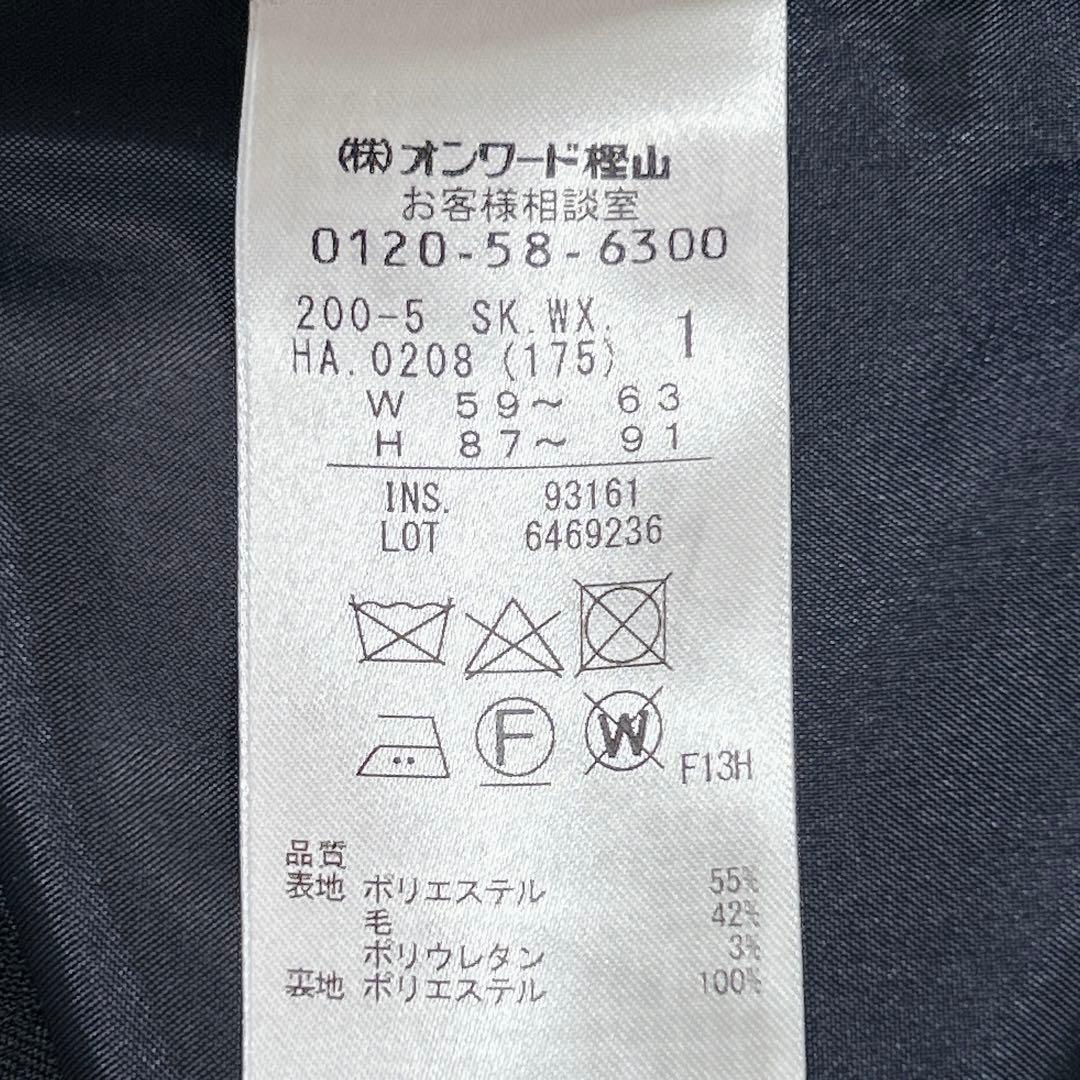 (株)オンワード樫山
お客様相談室
0120-58-6300
200-5 SK.WX. 1
HA.0208 (175)
W 59～ 63
H 87～ 91
INS. 93161
LOT 6469236
F
W
F13H
品質
表地 ポリエステル 55%
毛 42%
ポリウレタン 3%
裏地 ポリエステル 100%